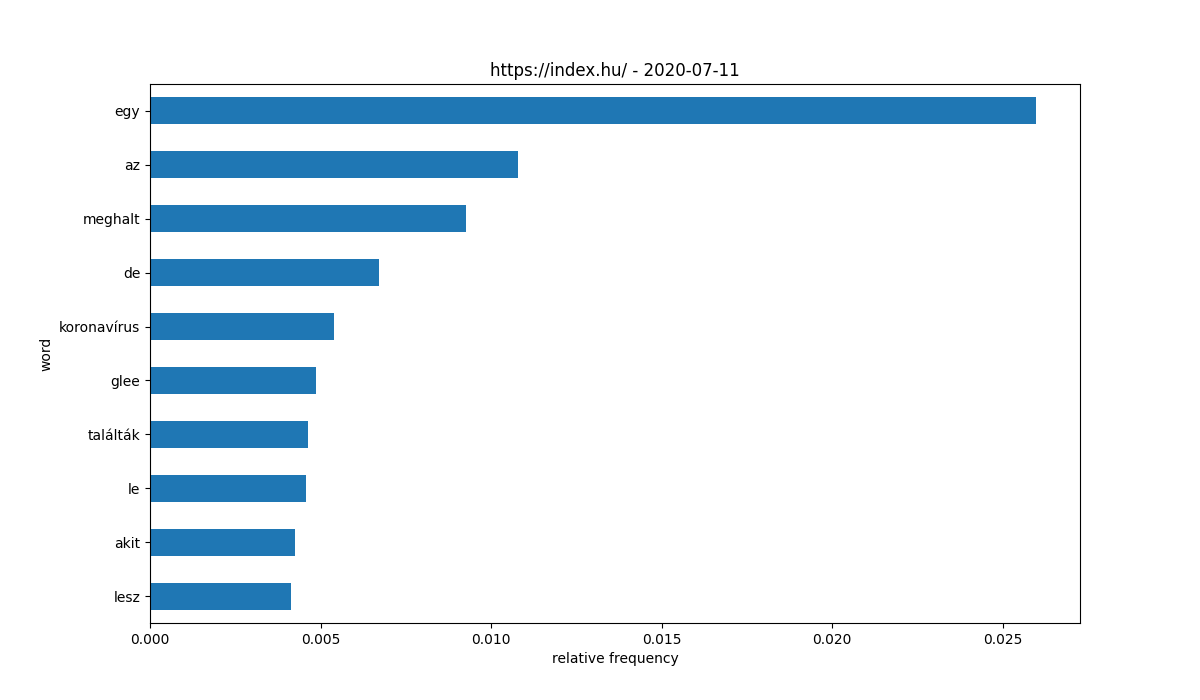 https://index.hu/ - 2020-07-11
egy
az
meghalt
de
koronavírus
glee
találták
le
akit
lesz
word
0.000 0.005 0.010 0.015 0.020 0.025
relative frequency